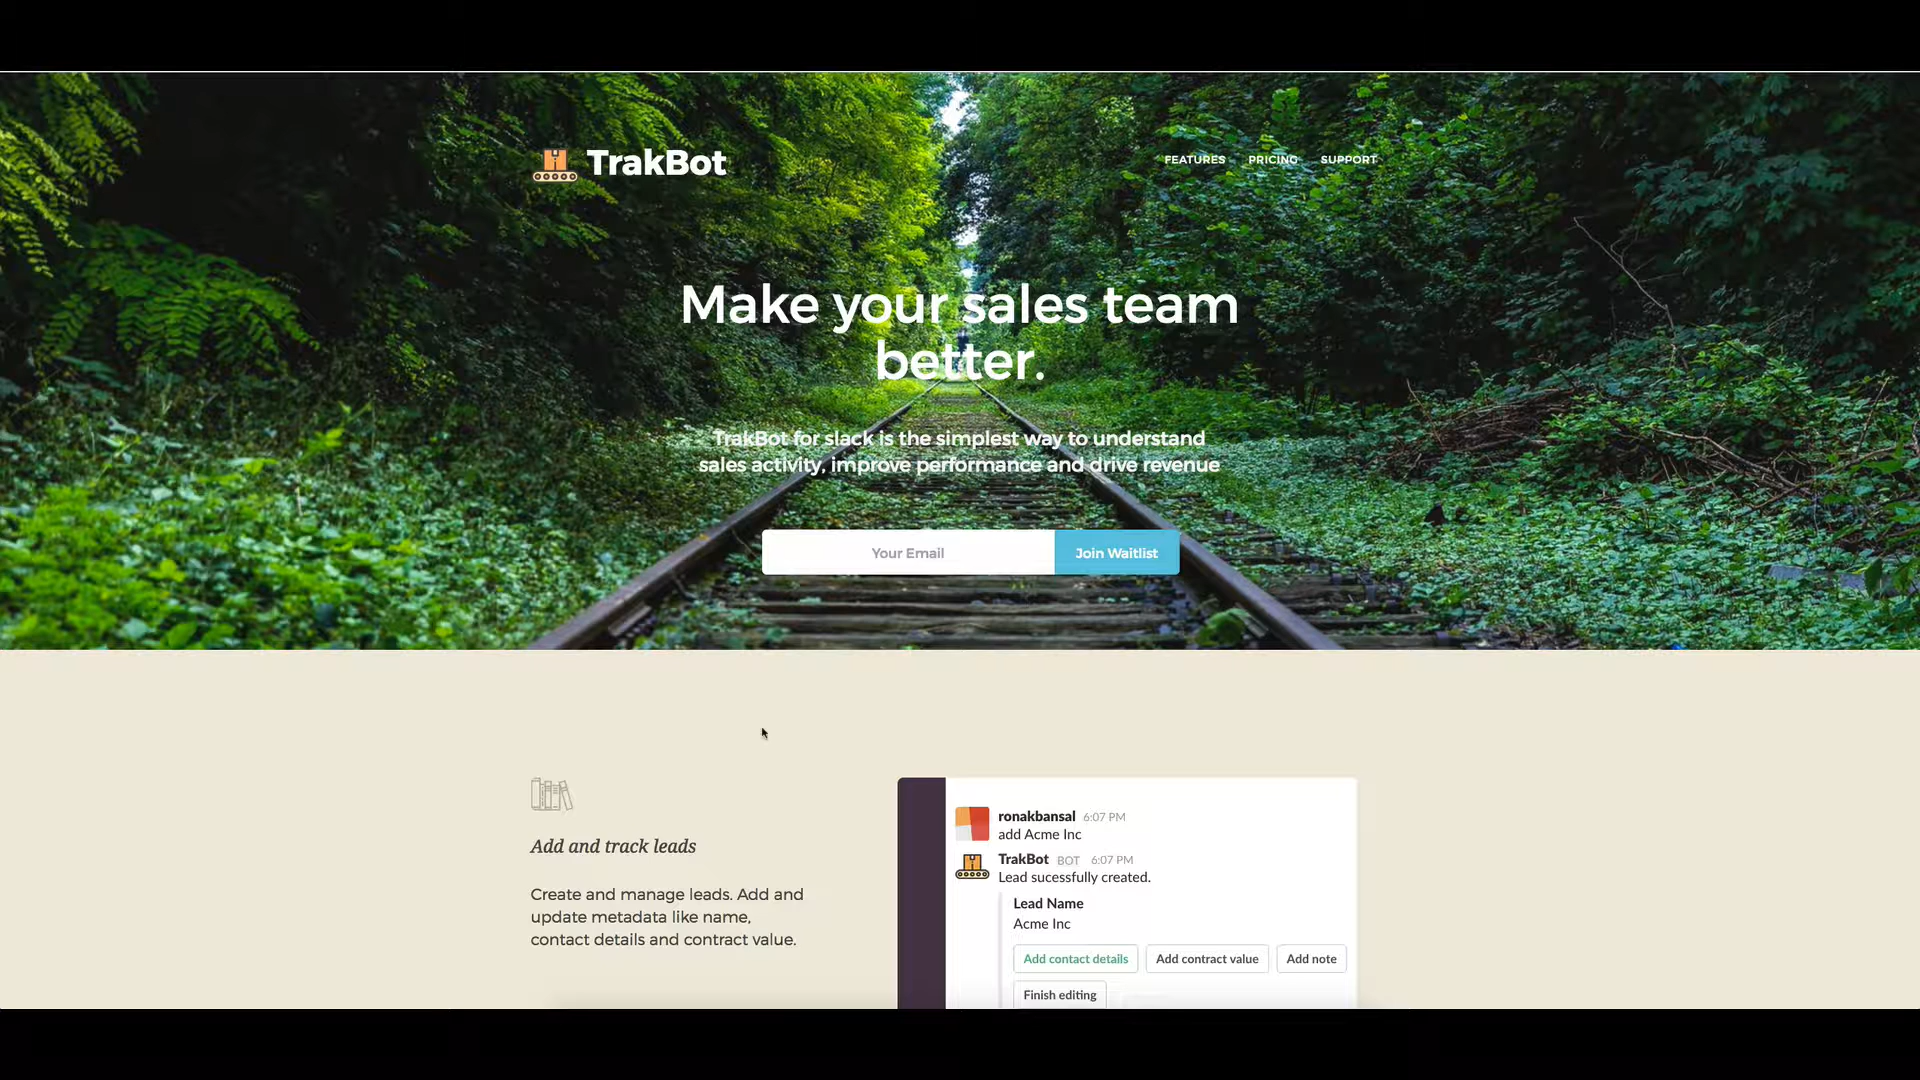 TrakBot
FEATURES PRICING SUPPORT
Make your sales team
better.
TrakBot for slack is the simplest way to understand
sales activity, improve performance and drive revenue
Your Email Join Waitlist
Add and track leads
Create and manage leads. Add and
update metadata like name,
contact details and contract value.
ronakbansal 6:07 PM
add Acme Inc
TrakBot BOT 6:07 PM
Lead sucessfully created.
Lead Name
Acme Inc
Add contact details Add contract value Add note
Finish editing